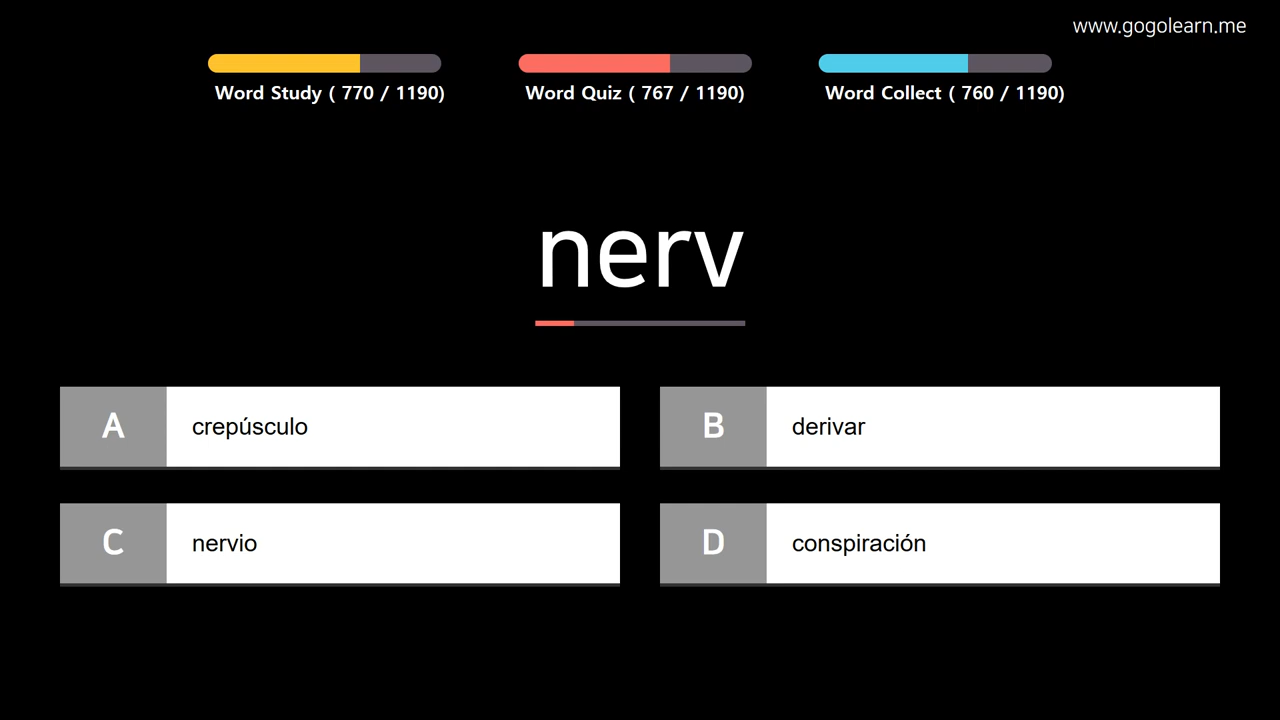 www.gogolearn.me
Word Study ( 770 / 1190)
Word Quiz ( 767 / 1190)
Word Collect ( 760 / 1190)
nerv
A crepúsculo
B derivar
C nervio
D conspiración